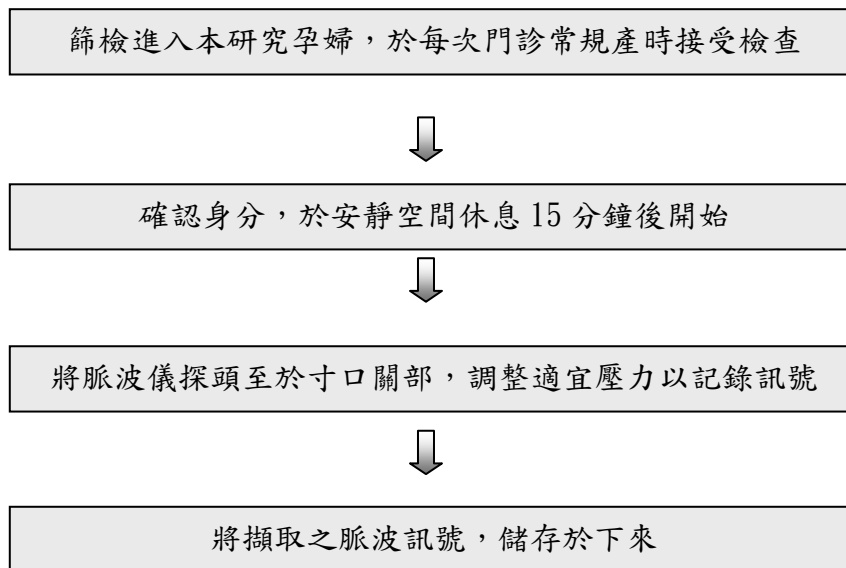 篩檢進入本研究孕婦，於每次門診常規產時接受檢查
確認身分，於安靜空間休息 15 分鐘後開始
將脈波儀探頭至於寸口關部，調整適宜壓力以記錄訊號
將擷取之脈波訊號，儲存於下來